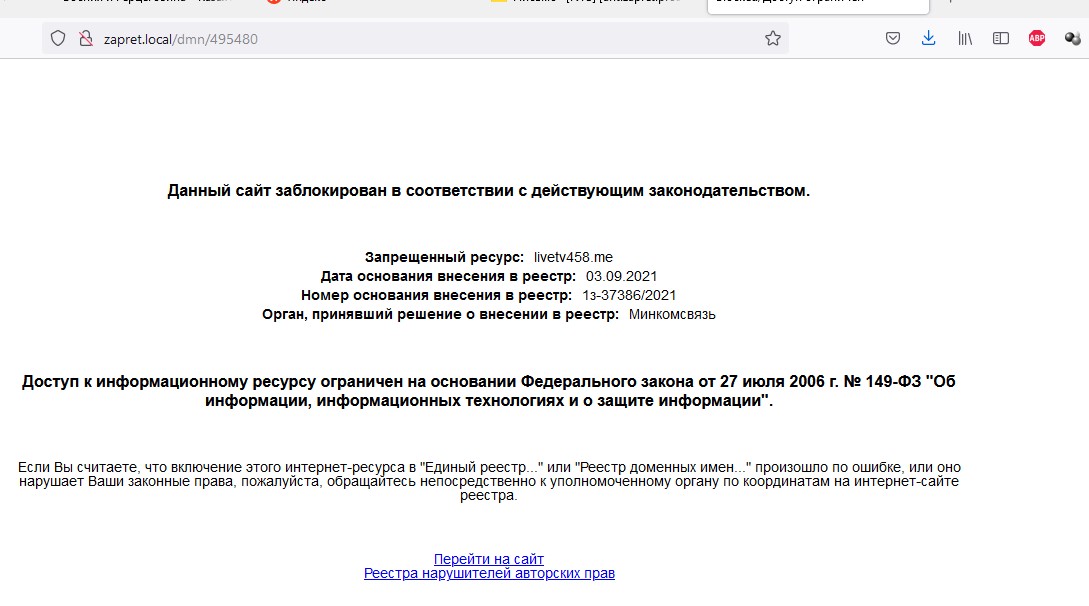 zapret.local/dmn/495480
ABP
Данный сайт заблокирован в соответствии с действующим законодательством.
Запрещенный ресурс: livetv458.me
Дата основания внесения в реестр: 03.09.2021
Номер основания внесения в реестр: 1з-37386/2021
Орган, принявший решение о внесении в реестр: Минкомсвязь
Доступ к информационному ресурсу ограничен на основании Федерального закона от 27 июля 2006 г. № 149-ФЗ "Об
информации, информационных технологиях и о защите информации".
Если Вы считаете, что включение этого интернет-ресурса в "Единый реестр..." или "Реестр доменных имен..." произошло по ошибке, или оно
нарушает Ваши законные права, пожалуйста, обращайтесь непосредственно к уполномоченному органу по координатам на интернет-сайте
реестра.
Перейти на сайт
Реестра нарушителей авторских прав